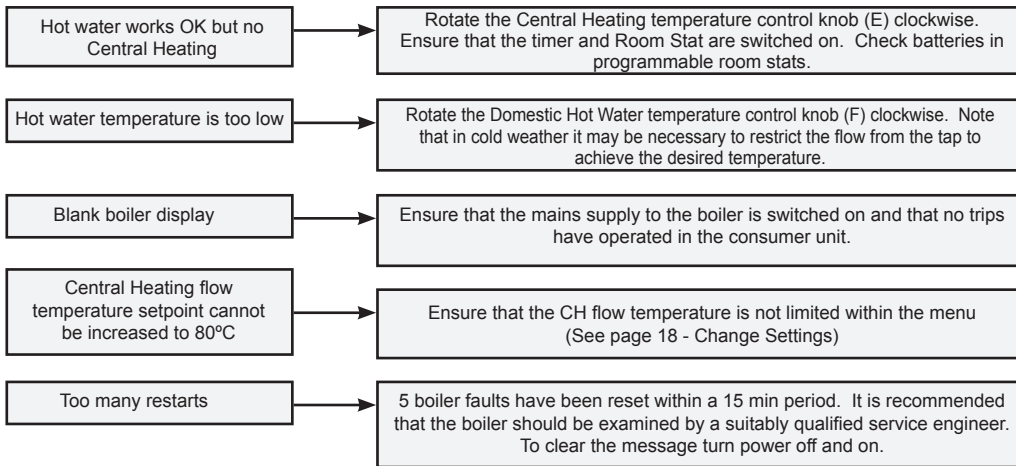 Hot water works OK but no
Central Heating
Rotate the Central Heating temperature control knob (E) clockwise.
Ensure that the timer and Room Stat are switched on. Check batteries in
programmable room stats.
Hot water temperature is too low
Rotate the Domestic Hot Water temperature control knob (F) clockwise. Note
that in cold weather it may be necessary to restrict the flow from the tap to
achieve the desired temperature.
Blank boiler display
Ensure that the mains supply to the boiler is switched on and that no trips
have operated in the consumer unit.
Central Heating flow
temperature setpoint cannot
be increased to 80ºC
Ensure that the CH flow temperature is not limited within the menu
(See page 18 - Change Settings)
Too many restarts
5 boiler faults have been reset within a 15 min period. It is recommended
that the boiler should be examined by a suitably qualified service engineer.
To clear the message turn power off and on.